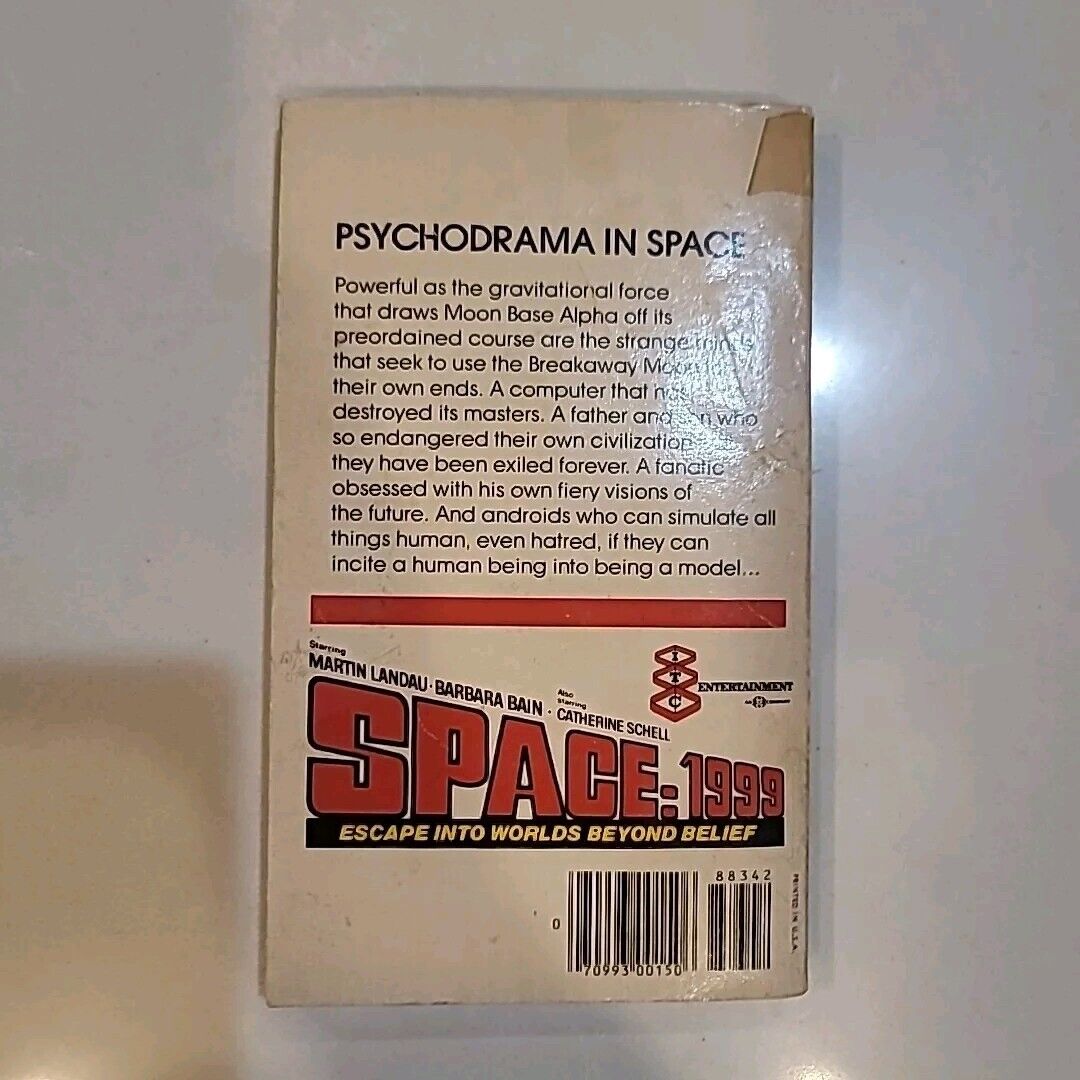 PSYCHODRAMA IN SPACE
Powerful as the gravitational force
that draws Moon Base Alpha off its
preordained course are the strange minds
that seek to use the Breakaway Moon
their own ends. A computer that
destroyed its masters. A father and son who
so endangered their own civilization
they have been exiled forever. A fanatic
obsessed with his own fiery visions of
the future. And androids who can simulate all
things human, even hatred, if they can
incite a human being into being a model...
Starring
MARTIN LANDAU · BARBARA BAIN ·
Also
Starring
CATHERINE SCHELL
ITC
ENTERTAINMENT
SPACE: 1999
ESCAPE INTO WORLDS BEYOND BELIEF
88342
0
70993 00150
PRINTED IN U.S.A.